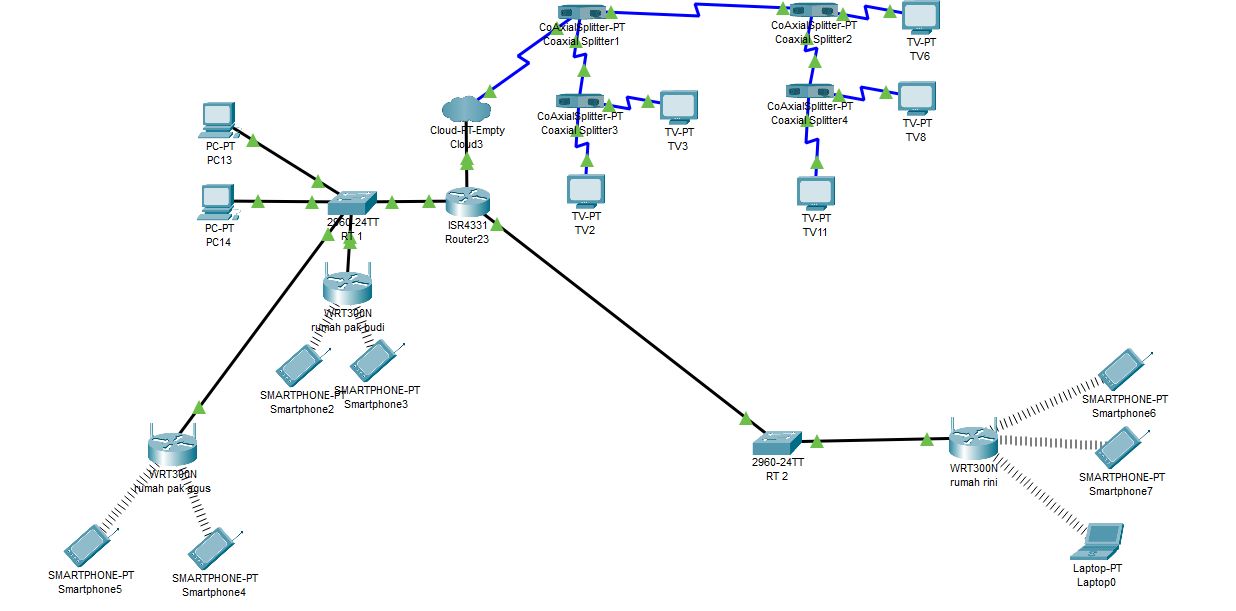 CoAxialSplitter-PT
Coaxial Splitter1
CoAxialSplitter-PT
Coaxial Splitter2
TV-PT
TV6
CoAxialSplitter-PT
Coaxial Splitter3
TV-PT
TV3
CoAxialSplitter-PT
Coaxial Splitter4
TV-PT
TV8
Cloud-PT-Empty
Cloud3
PC-PT
PC13
PC-PT
PC14
2960-24TT
RT 1
ISR4331
Router23
TV-PT
TV2
TV-PT
TV11
WRT300N
rumah pak budi
SMARTPHONE-PT
Smartphone2
SMARTPHONE-PT
Smartphone3
SMARTPHONE-PT
Smartphone6
WRT300N
rumah pak agus
2960-24TT
RT 2
WRT300N
rumah rini
SMARTPHONE-PT
Smartphone7
SMARTPHONE-PT
Smartphone5
SMARTPHONE-PT
Smartphone4
Laptop-PT
Laptop0